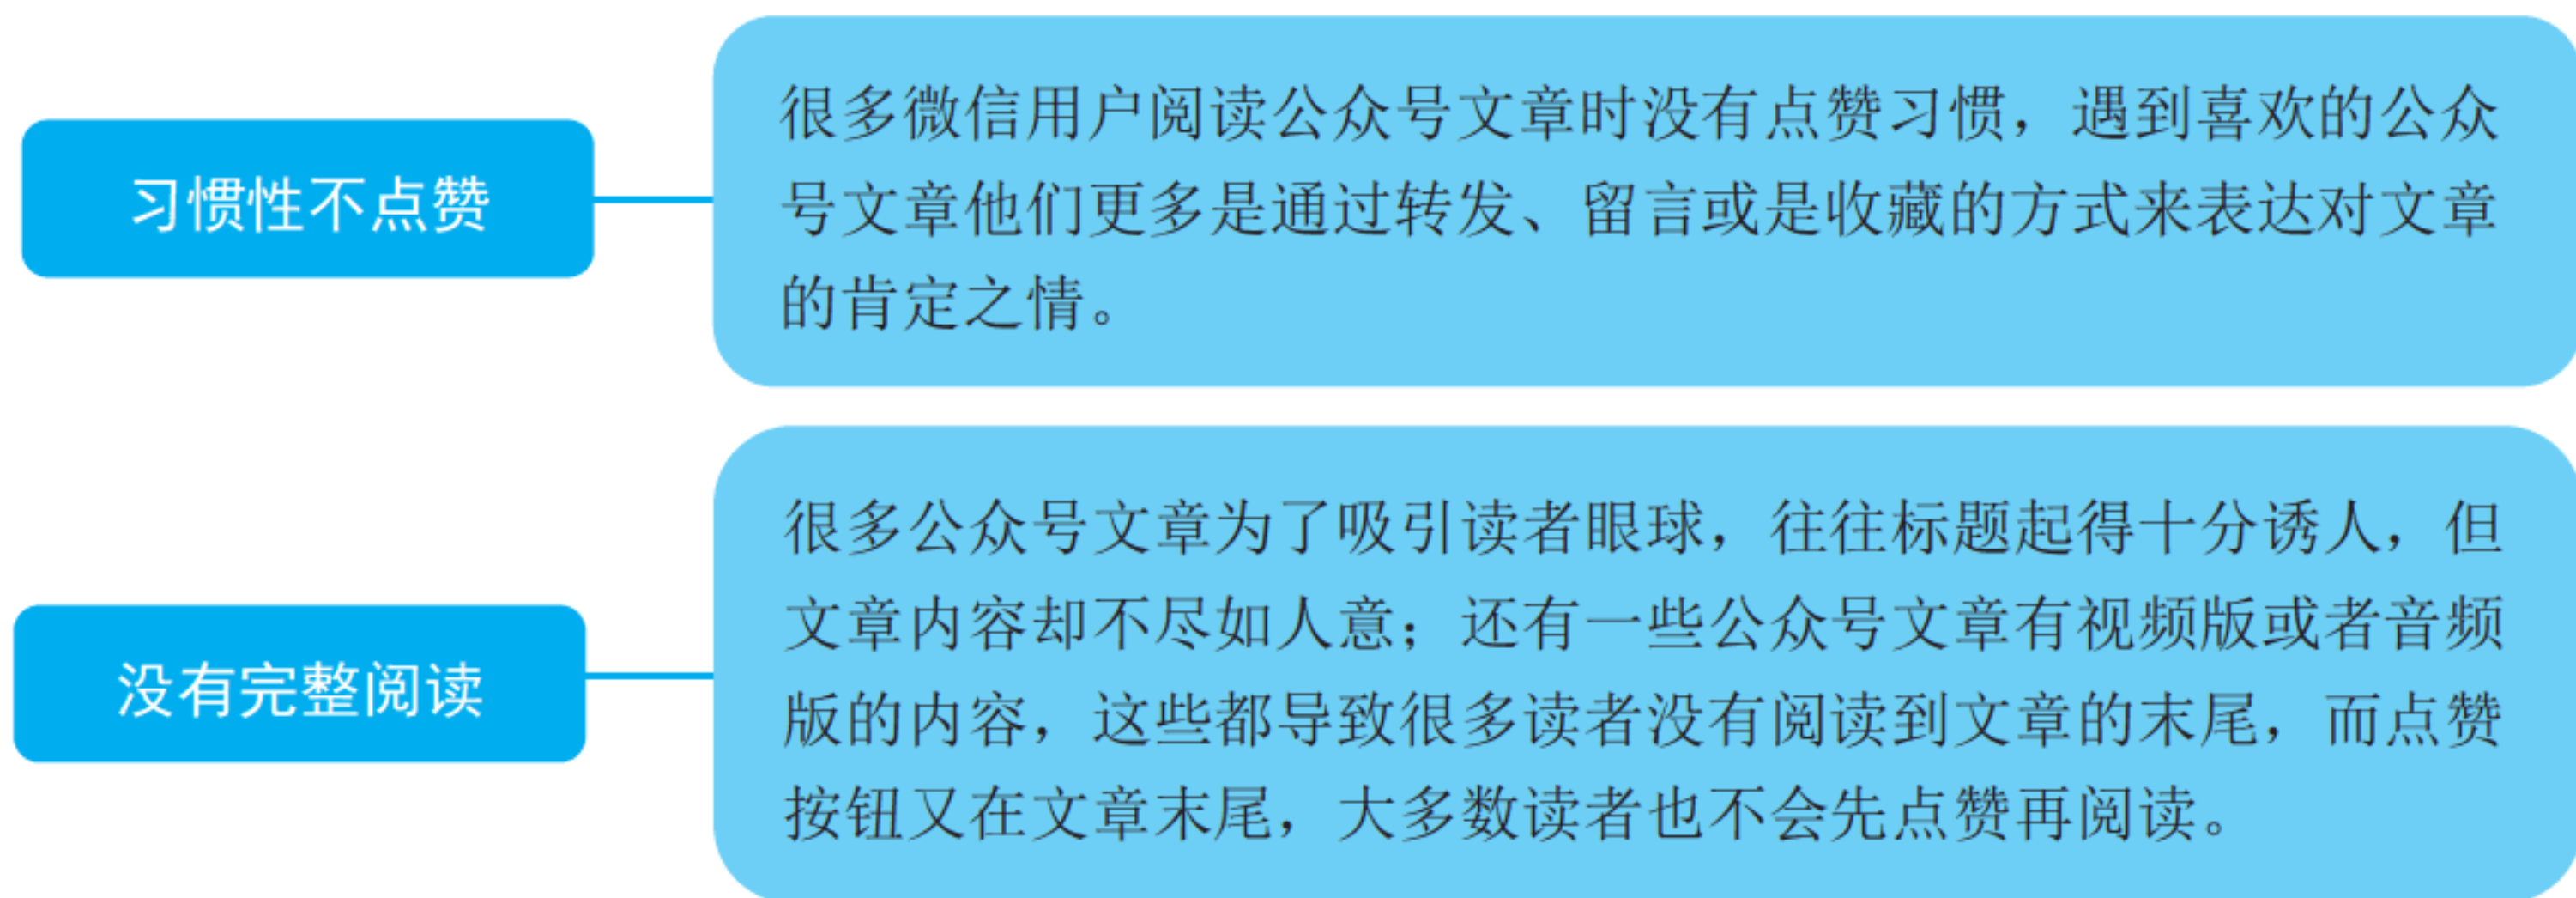 习惯性不点赞
很多微信用户阅读公众号文章时没有点赞习惯，遇到喜欢的公众
号文章他们更多是通过转发、留言或是收藏的方式来表达对文章
的肯定之情。
没有完整阅读
很多公众号文章为了吸引读者眼球，往往标题起得十分诱人，但
文章内容却不尽如人意；还有一些公众号文章有视频版或者音频
版的内容，这些都导致很多读者没有阅读到文章的末尾，而点赞
按钮又在文章末尾，大多数读者也不会先点赞再阅读。